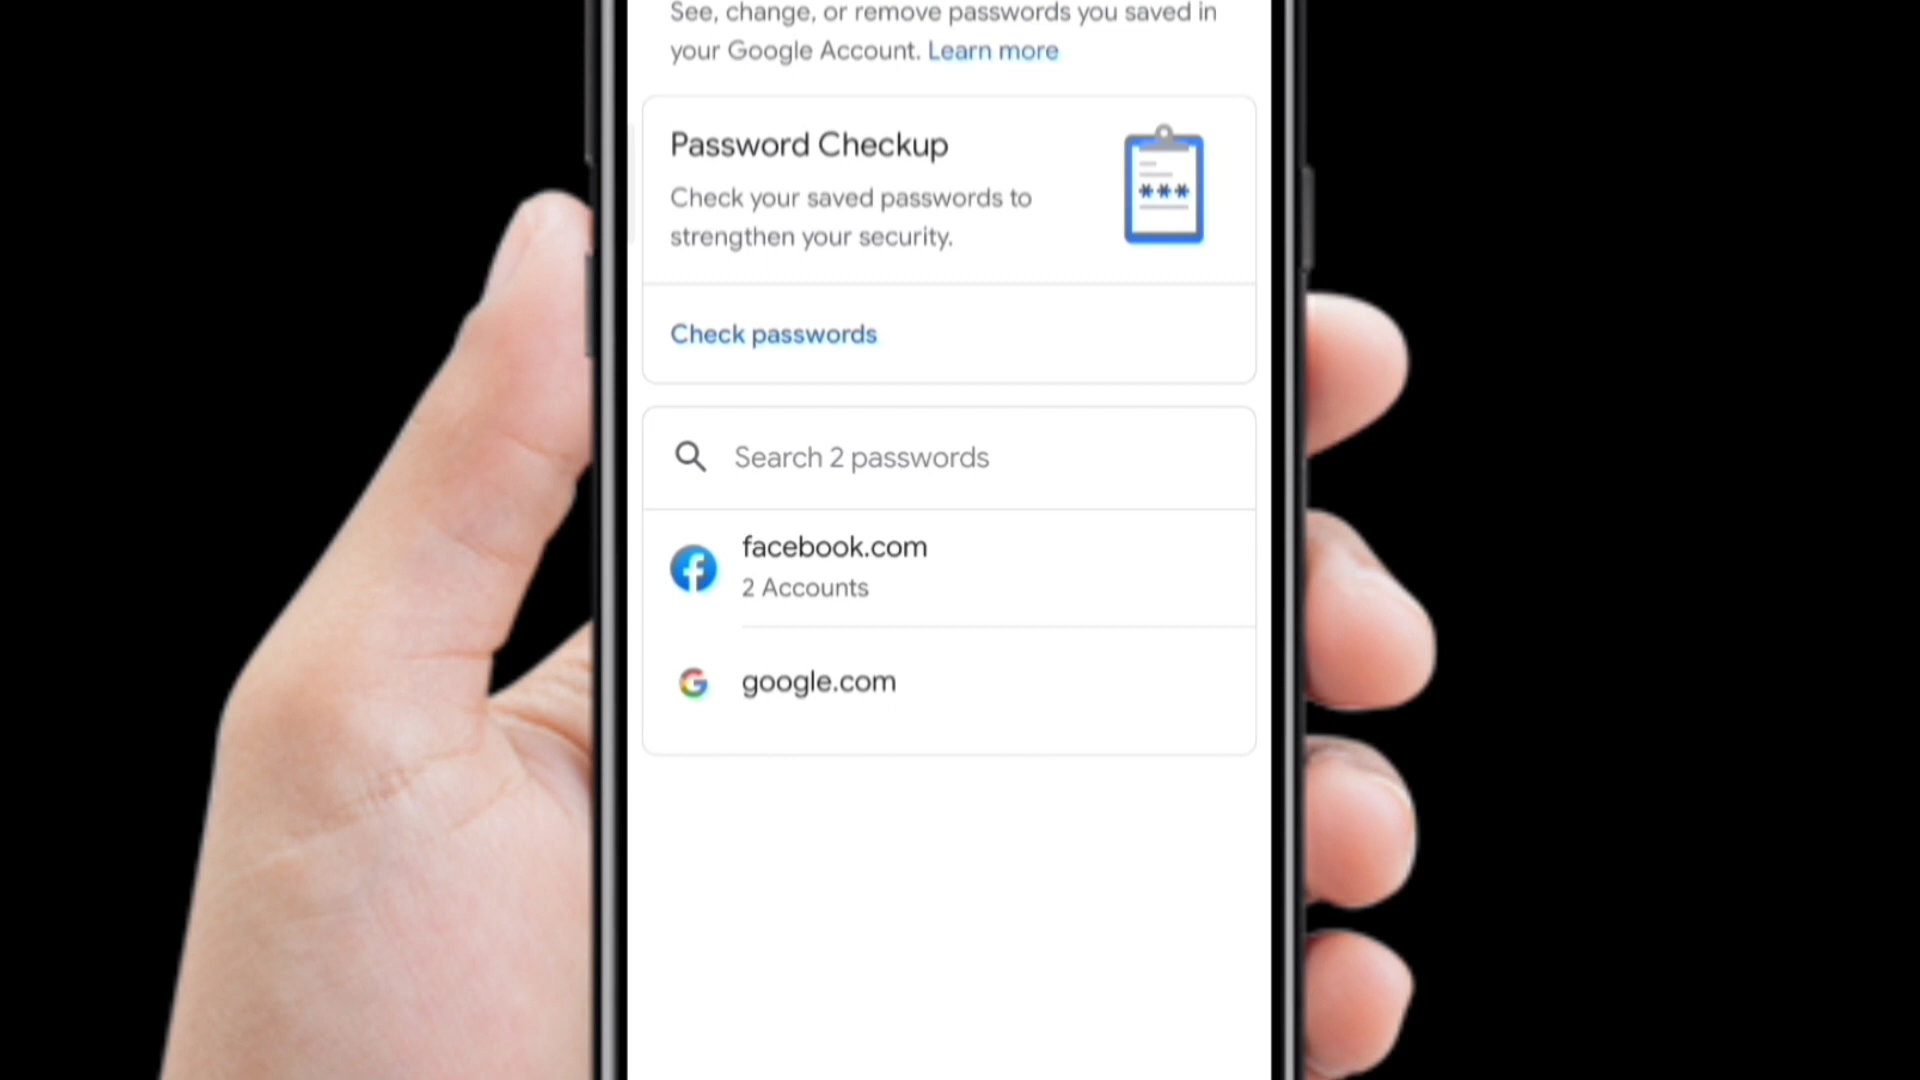 See, change, or remove passwords you saved in
your Google Account. Learn more
Password Checkup
Check your saved passwords to
strengthen your security.
***
Check passwords
Search 2 passwords
facebook.com
2 Accounts
google.com